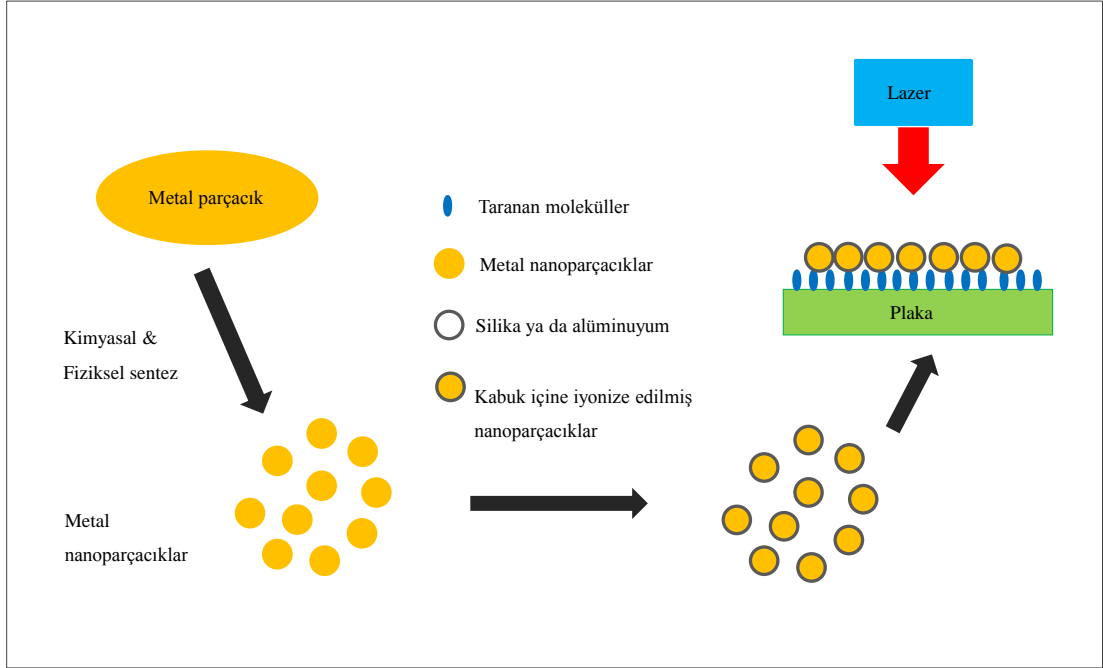 Lazer
Metal parçacık
Taranan moleküller
Metal nanoparçacıklar
Silika ya da alüminuyum
Kabuk içine iyonize edilmiş
nanoparçacıklar
Plaka
Kimyasal &
Fiziksel sentez
Metal
nanoparçacıklar